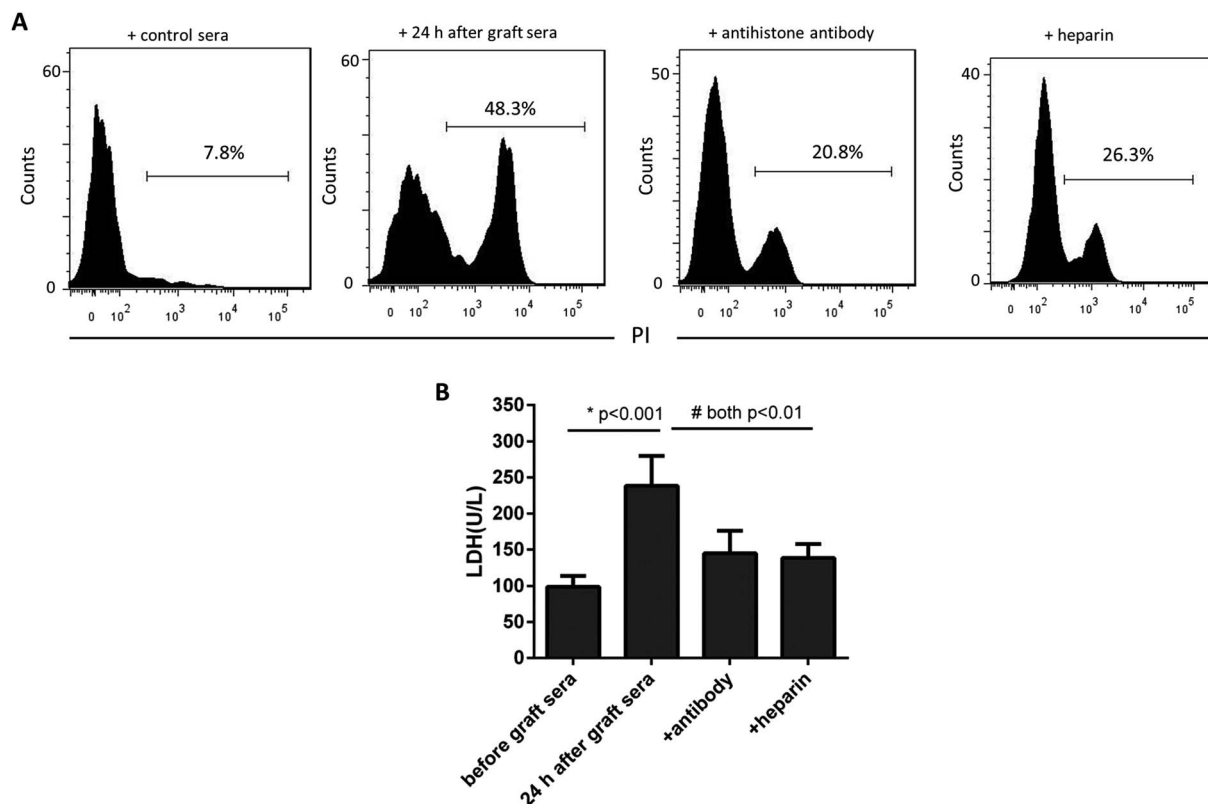 A
+ control sera
+ 24 h after graft sera
+ antihistone antibody
+ heparin
60
0
Counts
7.8%
0 10² 10³ 10⁴ 10⁵
60
0
Counts
48.3%
0 10² 10³ 10⁴ 10⁵
50
0
Counts
20.8%
0 10² 10³ 10⁴ 10⁵
40
0
Counts
26.3%
0 10² 10³ 10⁴ 10⁵
PI
B
* p<0.001
# both p<0.01
LDH(U/L)
350
300
250
200
150
100
50
0
before graft sera
24 h after graft sera
+antibody
+heparin